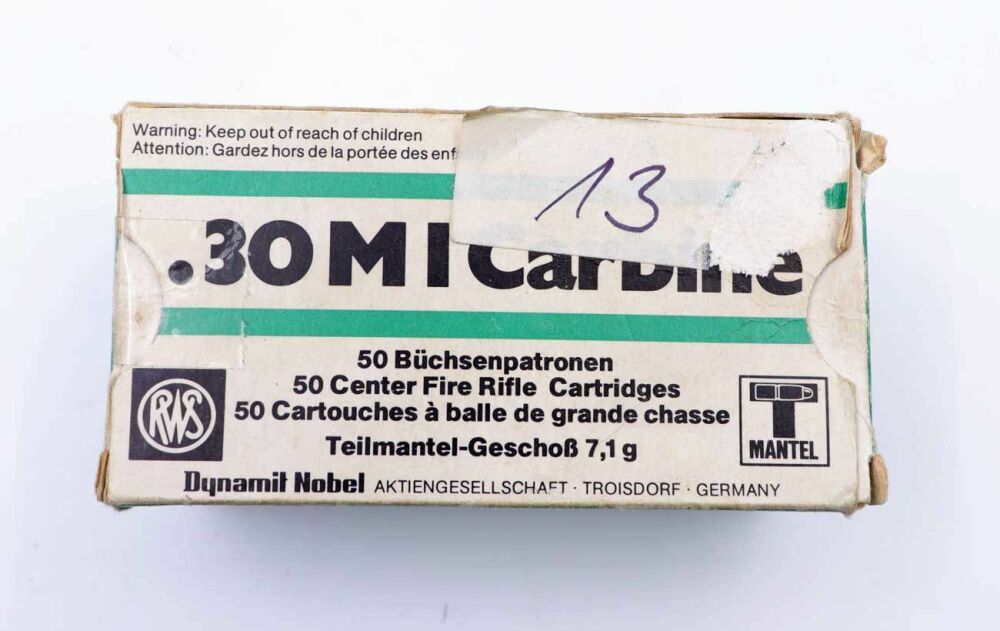 Warning: Keep out of reach of children
Attention: Gardez hors de la portée des enf
13
.30 M1 Carbine
50 Büchsenpatronen
50 Center Fire Rifle Cartridges
50 Cartouches à balle de grande chasse
Teilmantel-Geschoß 7,1 g
RWS
T
MANTEL
Dynamit Nobel AKTIENGESELLSCHAFT · TROISDORF · GERMANY